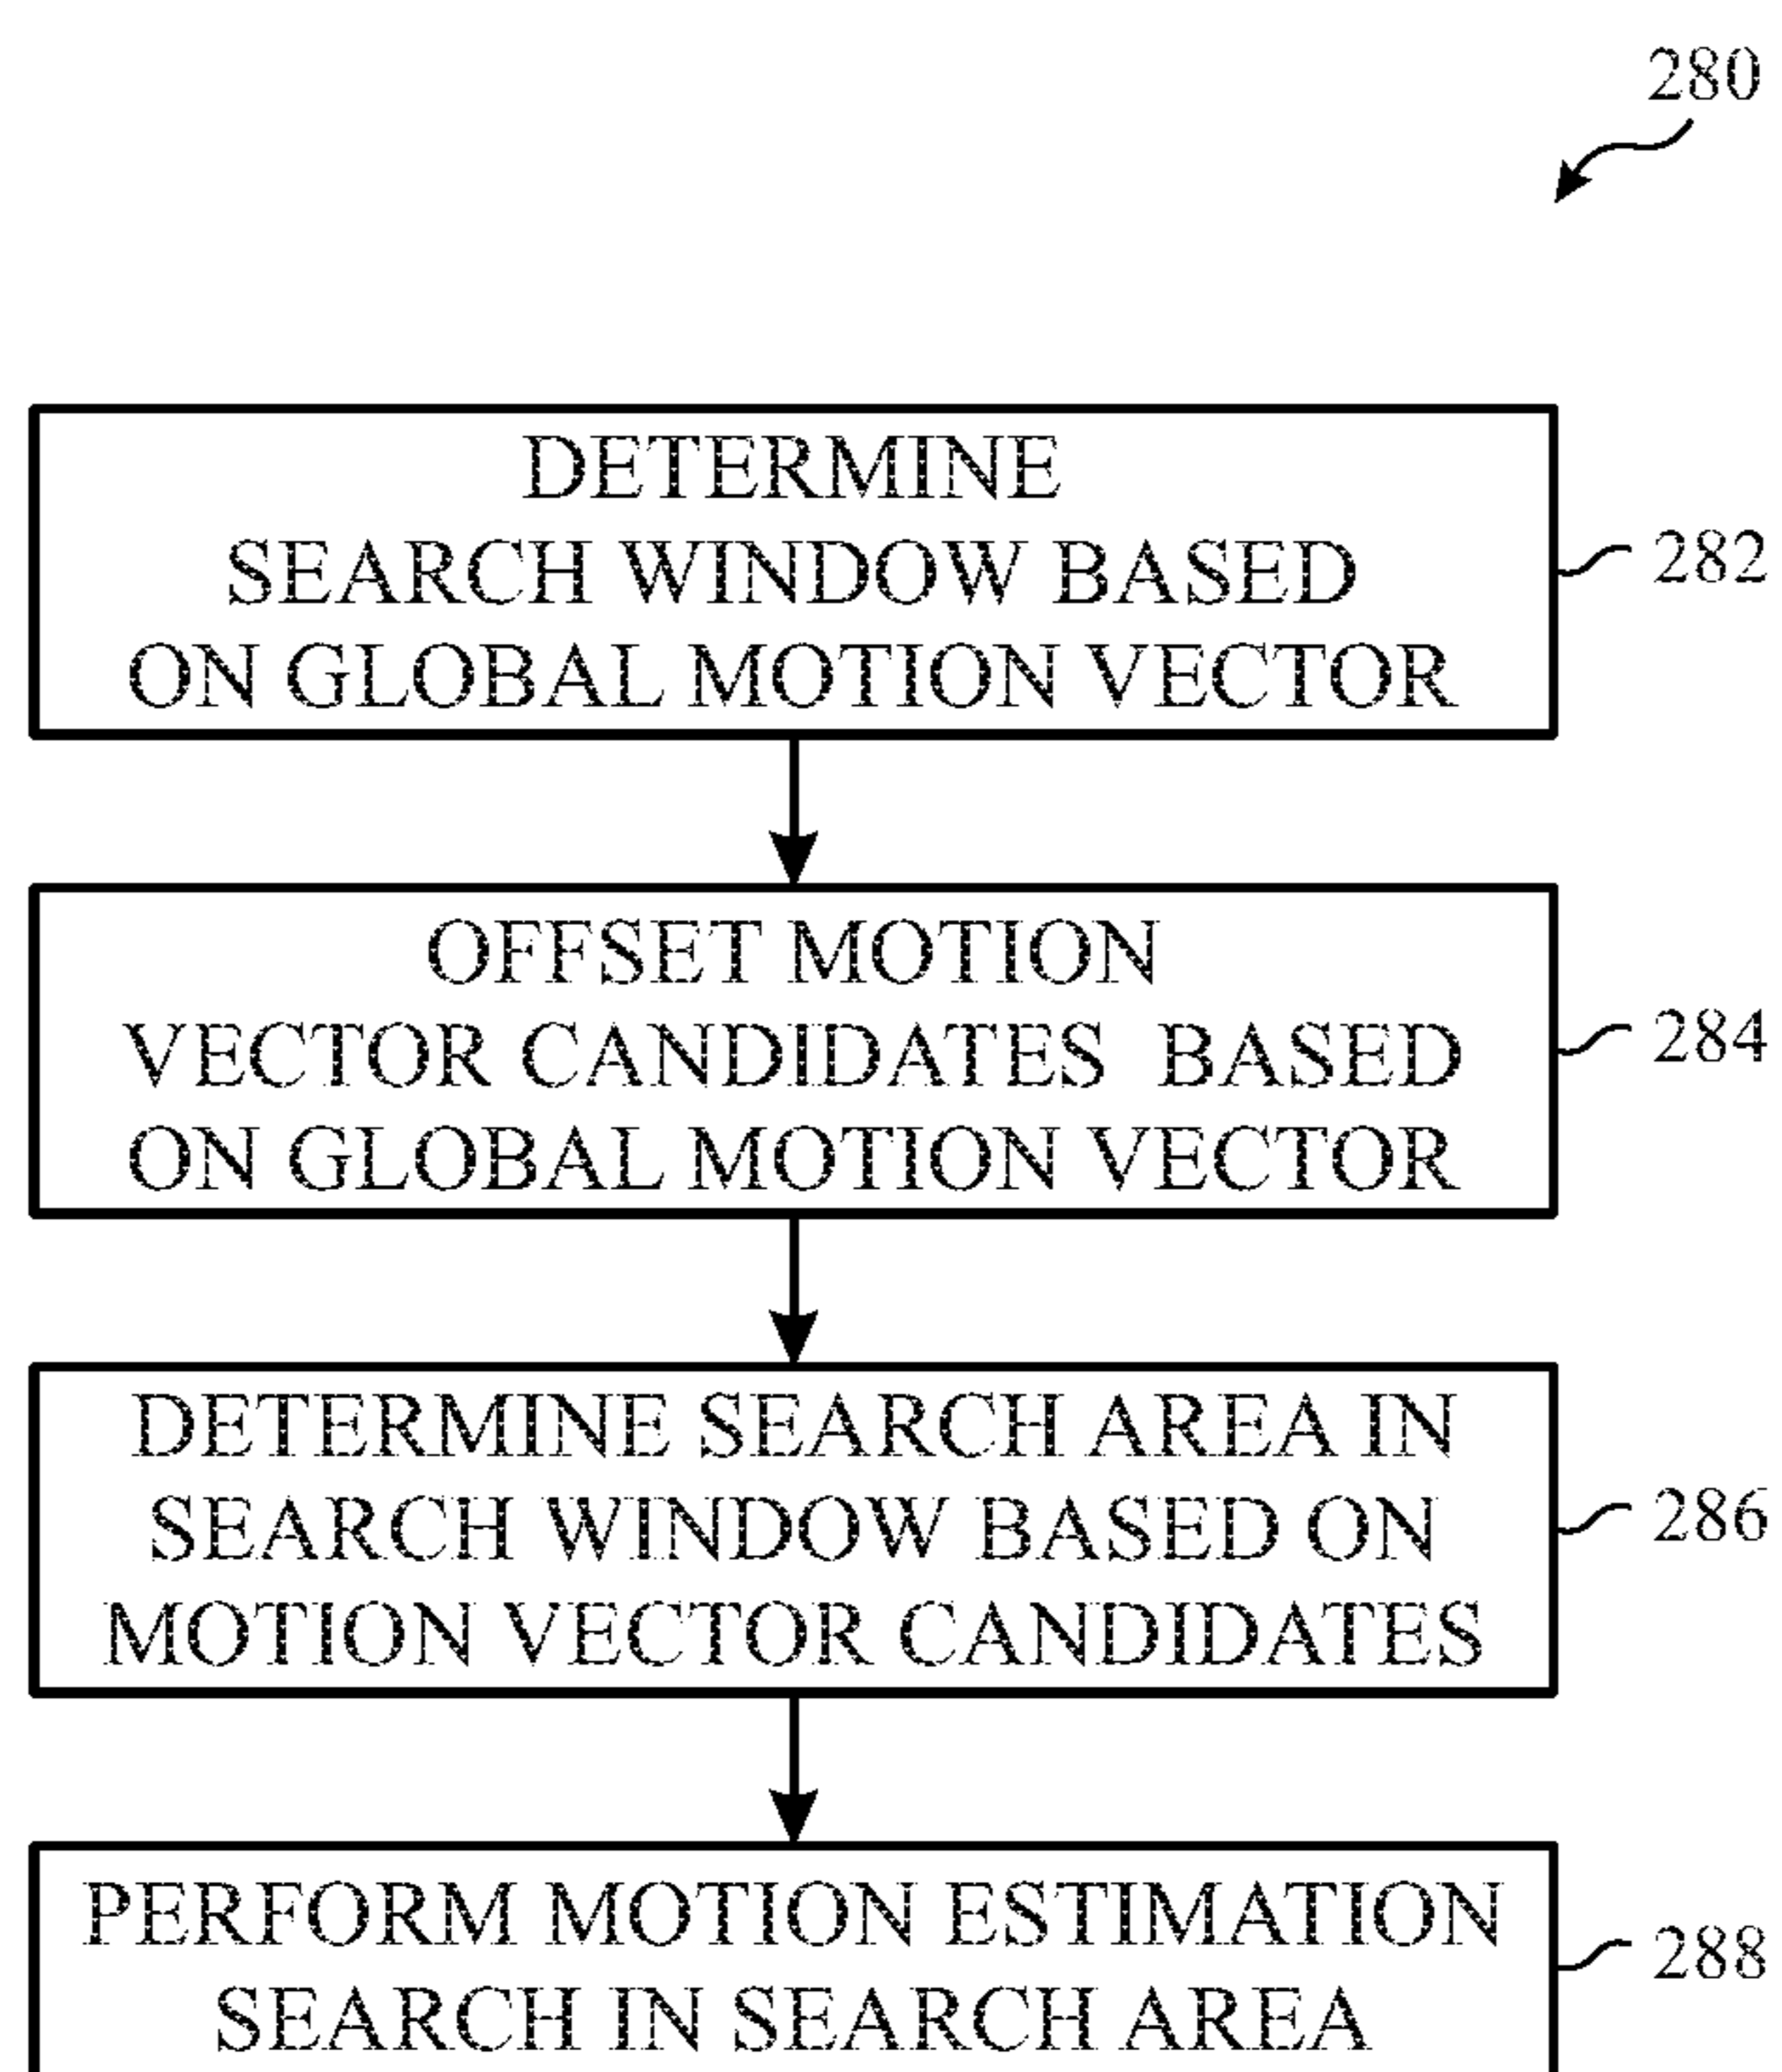 280
DETERMINE
SEARCH WINDOW BASED
ON GLOBAL MOTION VECTOR
282
OFFSET MOTION
VECTOR CANDIDATES BASED
ON GLOBAL MOTION VECTOR
284
DETERMINE SEARCH AREA IN
SEARCH WINDOW BASED ON
MOTION VECTOR CANDIDATES
286
PERFORM MOTION ESTIMATION
SEARCH IN SEARCH AREA
288